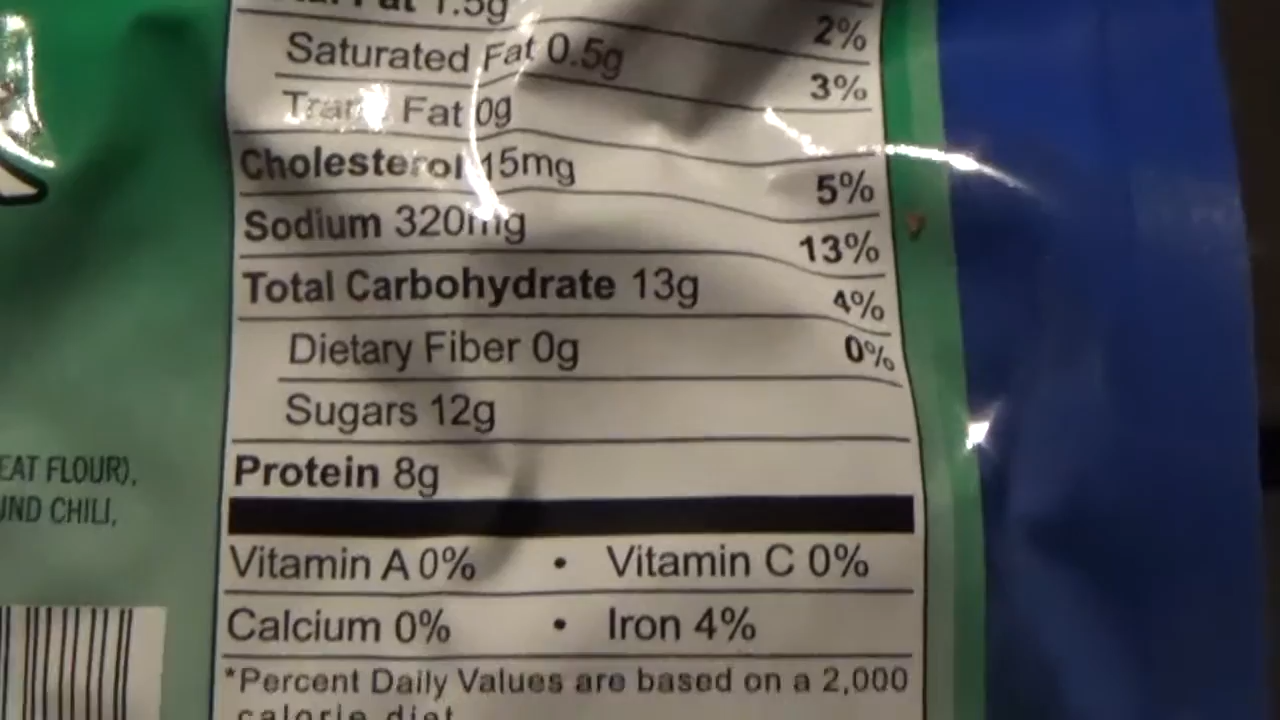 Fat 1.5g 2%
Saturated Fat 0.5g 3%
Trans Fat 0g
Cholesterol 15mg 5%
Sodium 320mg 13%
Total Carbohydrate 13g 4%
Dietary Fiber 0g 0%
Sugars 12g
Protein 8g
EAT FLOUR),
UND CHILI,
Vitamin A 0% • Vitamin C 0%
Calcium 0% • Iron 4%
*Percent Daily Values are based on a 2,000
calorie diet